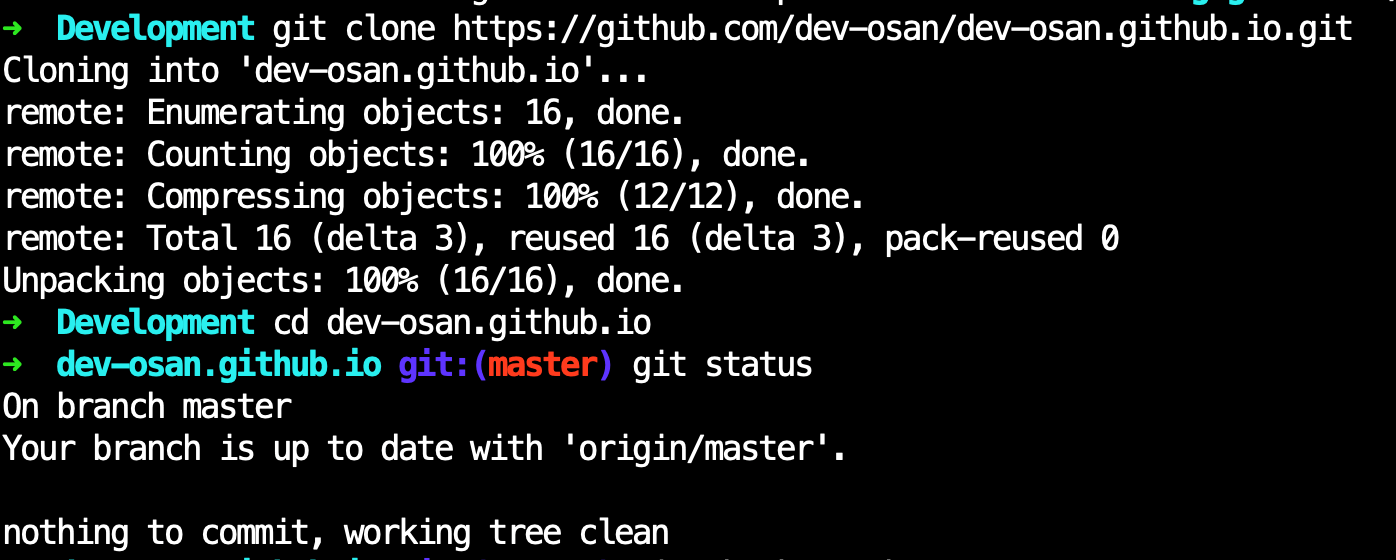 ➜  Development git clone https://github.com/dev-osan/dev-osan.github.io.git
Cloning into 'dev-osan.github.io'...
remote: Enumerating objects: 16, done.
remote: Counting objects: 100% (16/16), done.
remote: Compressing objects: 100% (12/12), done.
remote: Total 16 (delta 3), reused 16 (delta 3), pack-reused 0
Unpacking objects: 100% (16/16), done.
➜  Development cd dev-osan.github.io
➜  dev-osan.github.io git:(master) git status
On branch master
Your branch is up to date with 'origin/master'.

nothing to commit, working tree clean